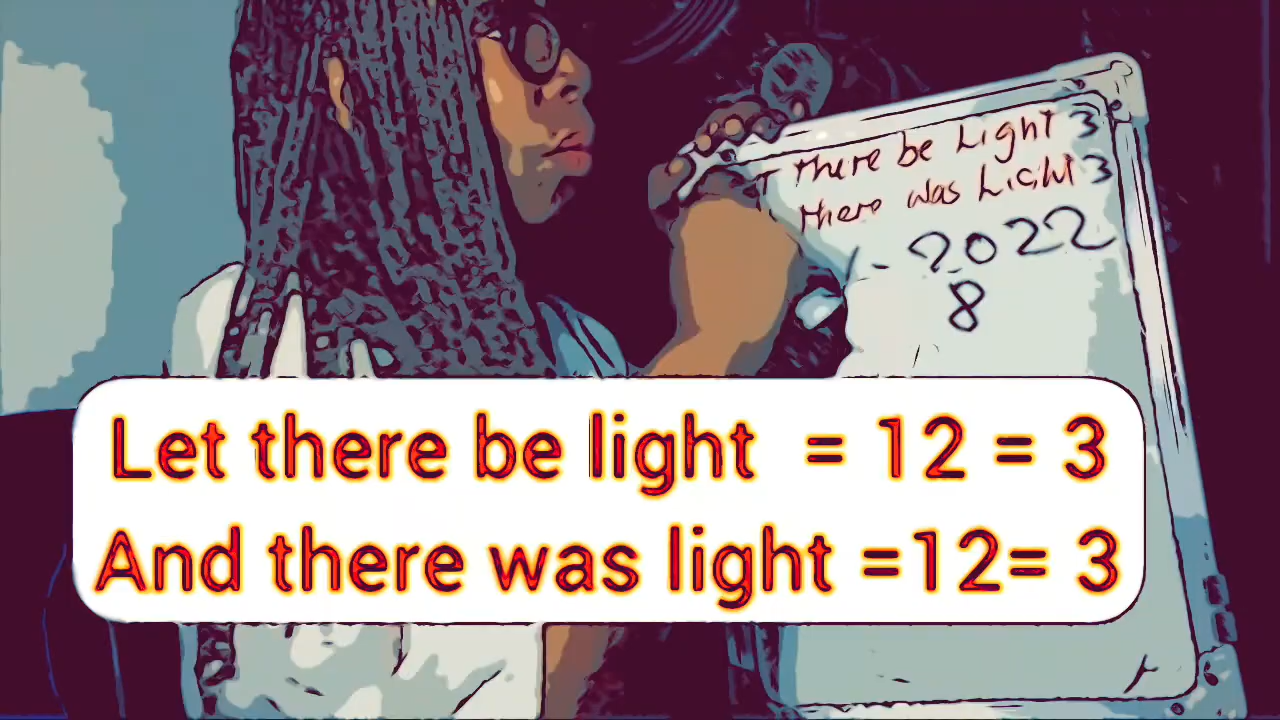 there be Light 3
there was Light 3
- 2022
8
Let there be light = 12 = 3
And there was light =12= 3